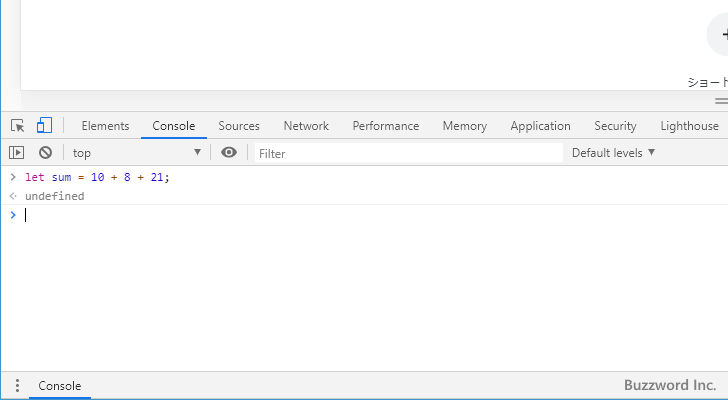 ショート
Elements Console Sources Network Performance Memory Application Security Lighthouse
top Filter Default levels
let sum = 10 + 8 + 21;
undefined
Console
Buzzword Inc.